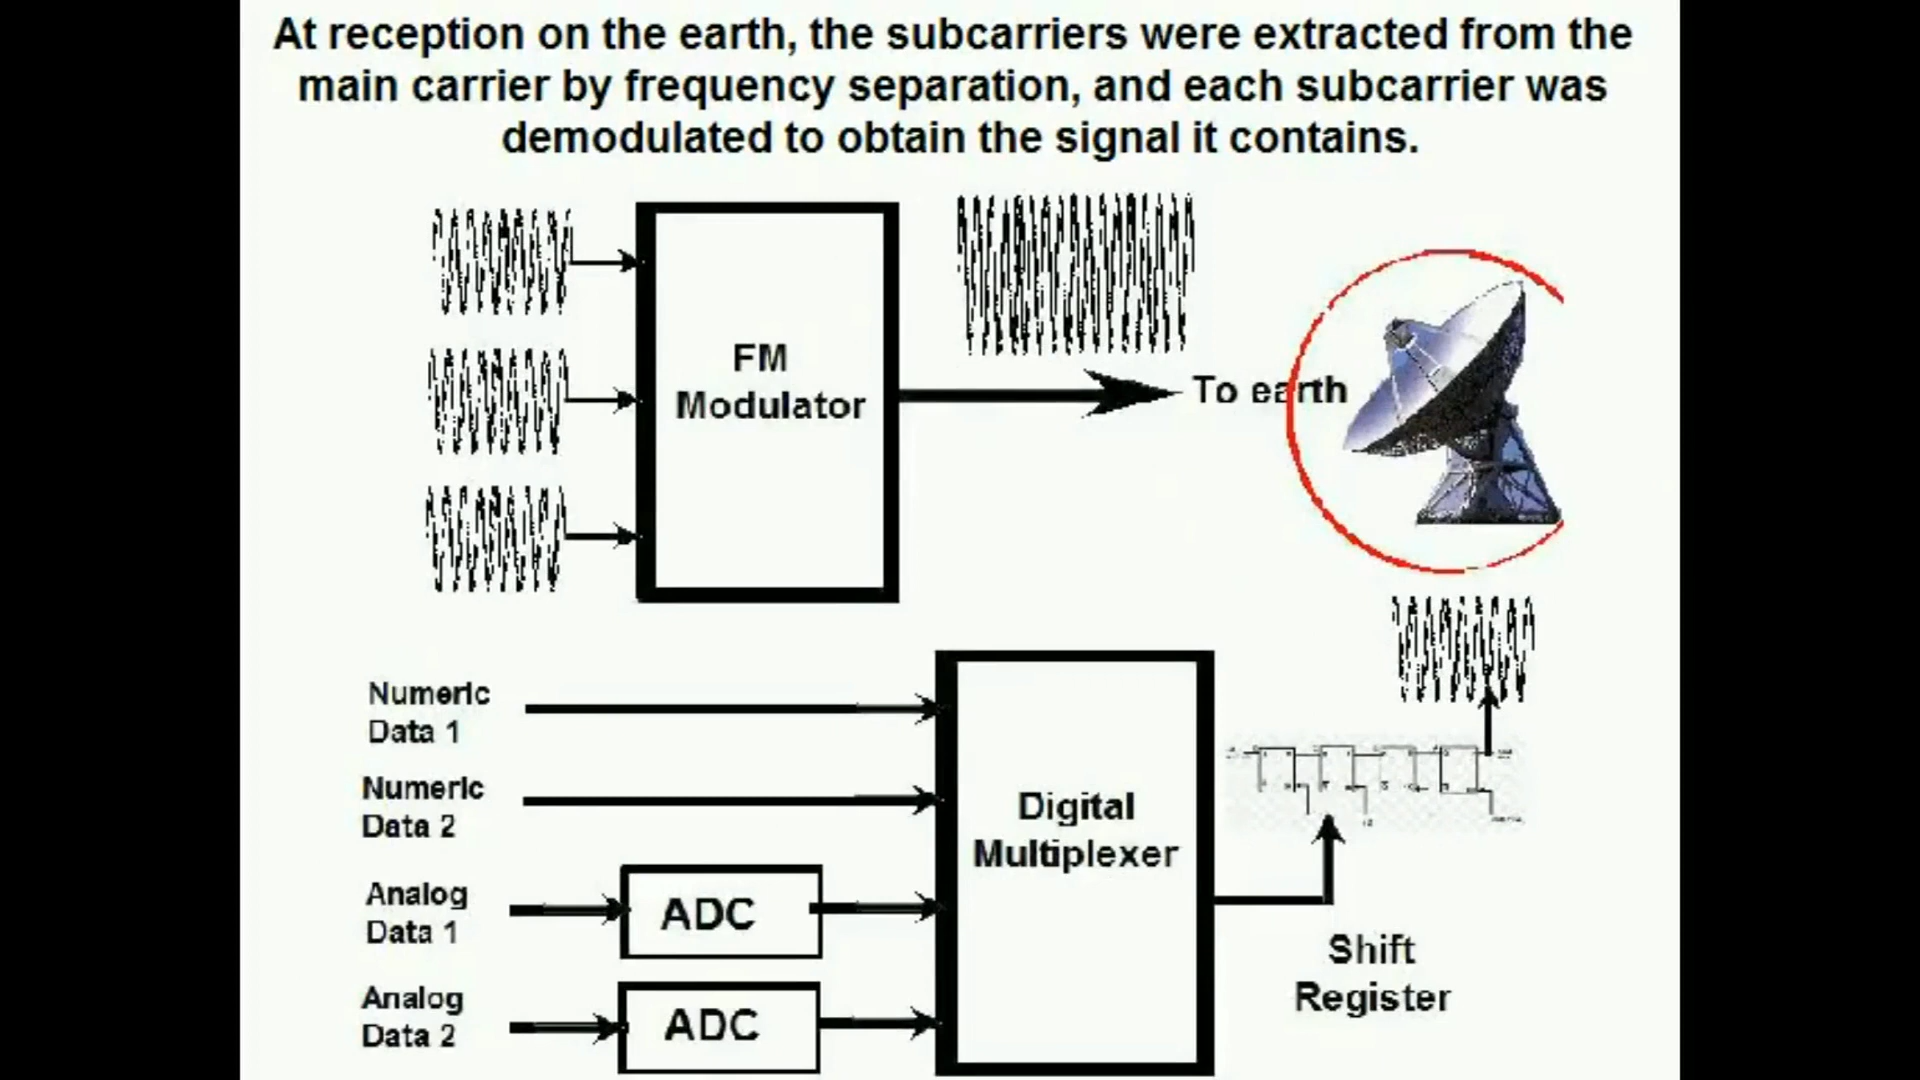 At reception on the earth, the subcarriers were extracted from the
main carrier by frequency separation, and each subcarrier was
demodulated to obtain the signal it contains.
FM
Modulator
To earth
Numeric
Data 1
Numeric
Data 2
Analog
Data 1
ADC
Analog
Data 2
ADC
Digital
Multiplexer
Shift
Register